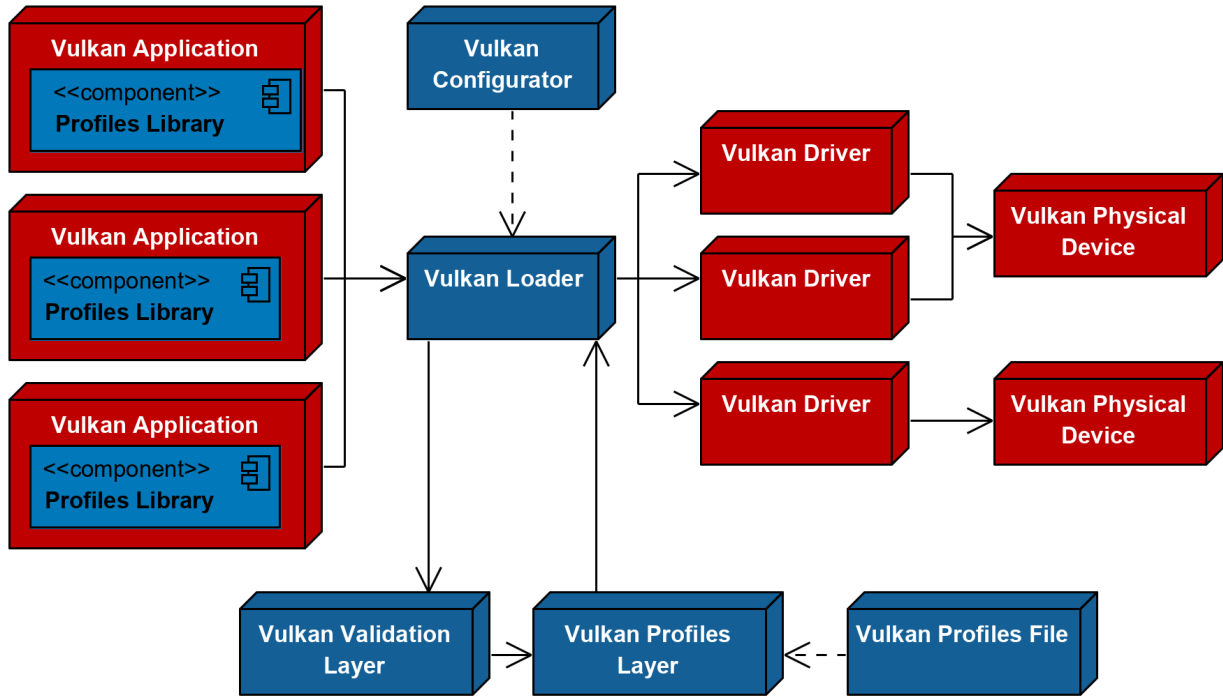 Vulkan Application
<<component>>
Profiles Library
Vulkan Application
<<component>>
Profiles Library
Vulkan Application
<<component>>
Profiles Library
Vulkan
Configurator
Vulkan Loader
Vulkan Driver
Vulkan Driver
Vulkan Driver
Vulkan Physical
Device
Vulkan Physical
Device
Vulkan Validation
Layer
Vulkan Profiles
Layer
Vulkan Profiles File